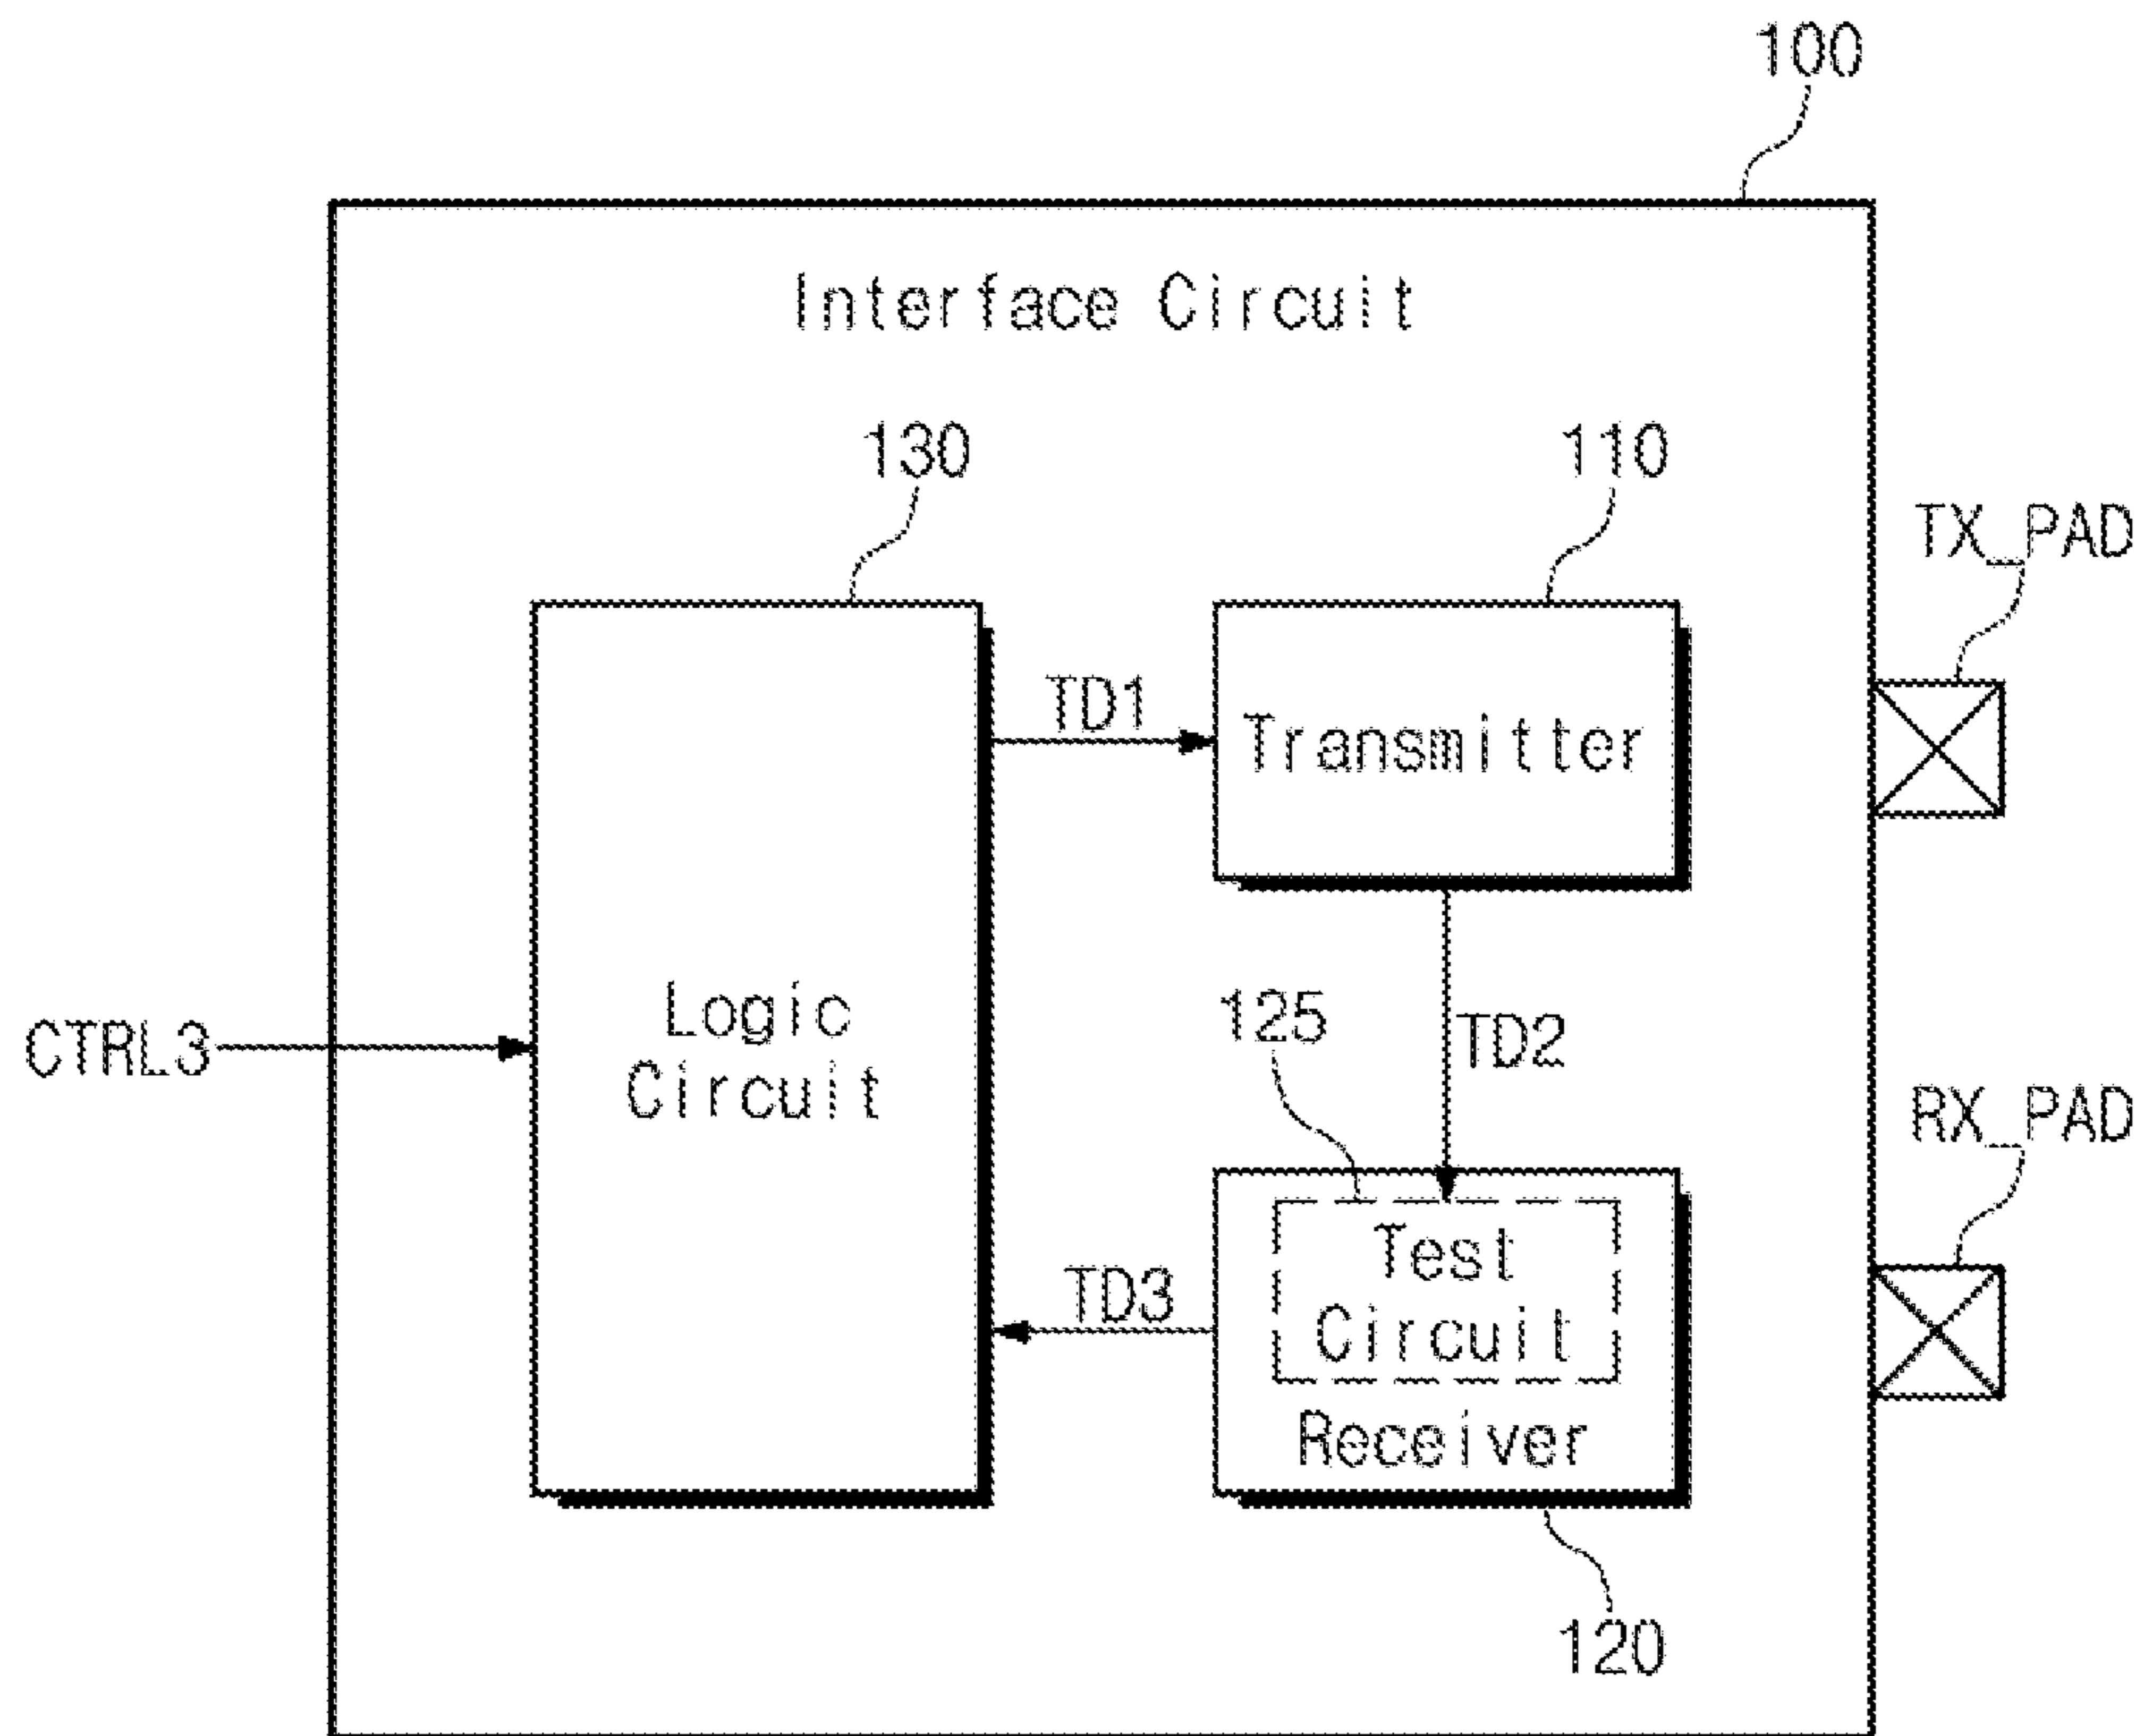 100
Interface Circuit
130
110
TX_PAD
TD1
Transmitter
Logic
Circuit
CTRL3
125
TD2
RX_PAD
Test
Circuit
TD3
Receiver
120